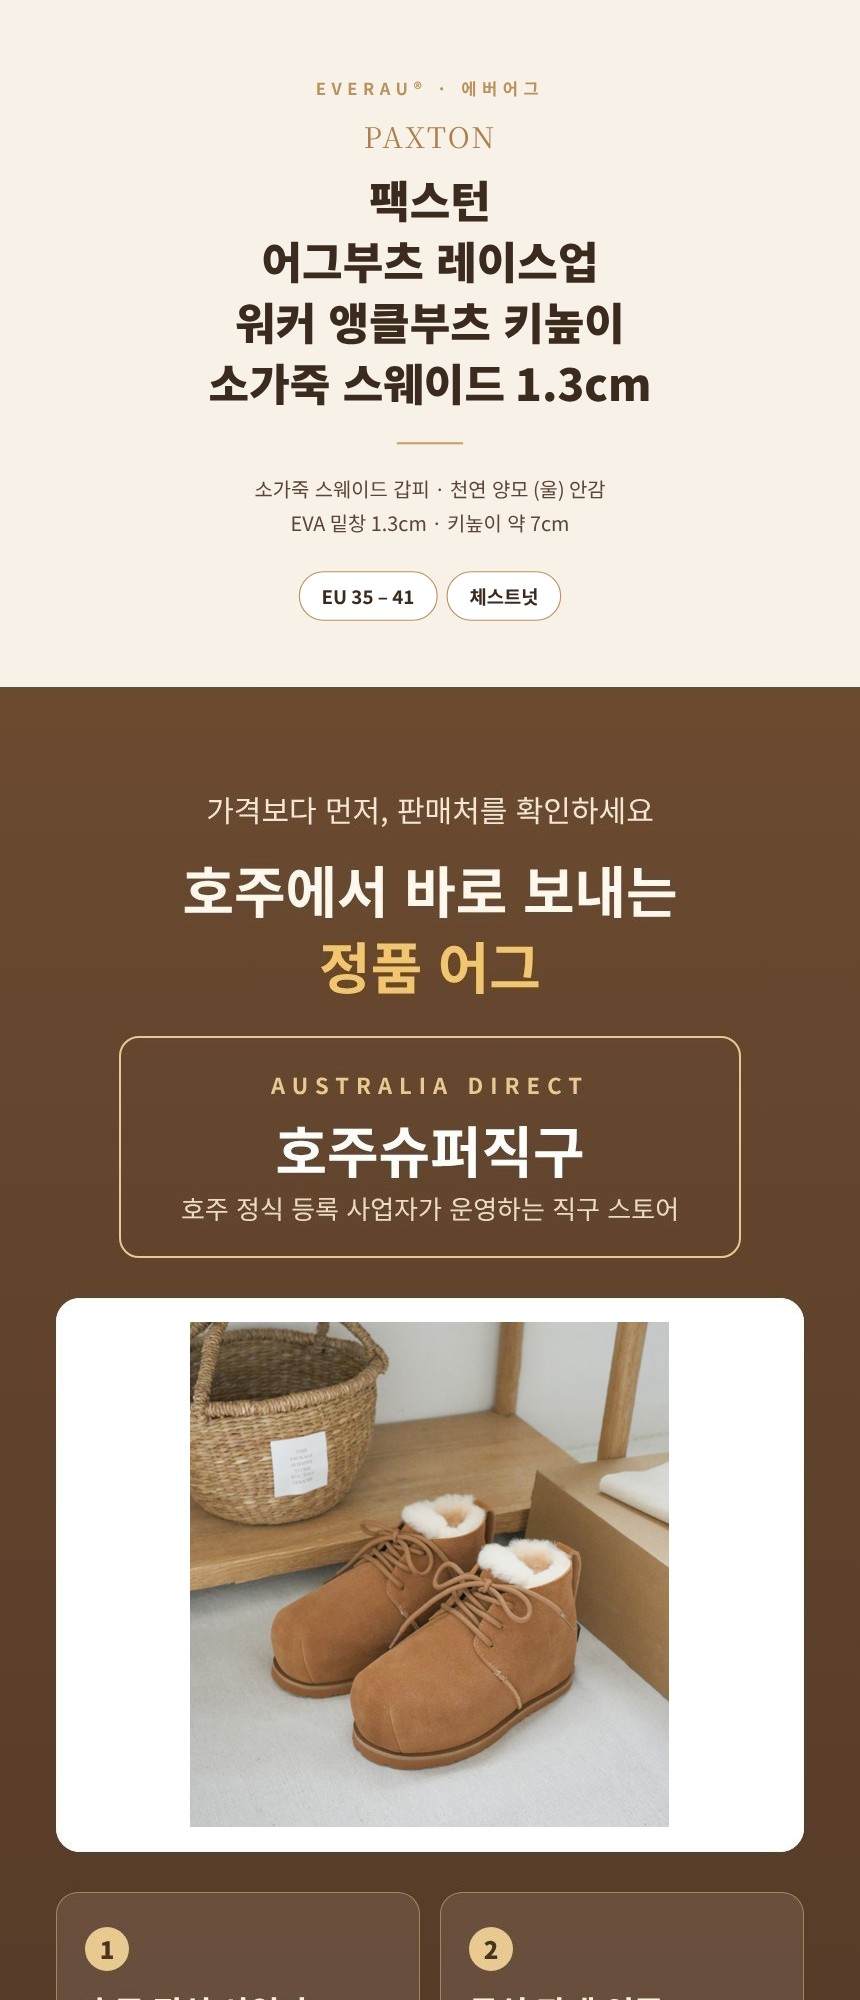 EVERAU® · 에버어그
PAXTON
팩스턴
어그부츠 레이스업
워커 앵클부츠 키높이
소가죽 스웨이드 1.3cm
소가죽 스웨이드 갑피 · 천연 양모 (울) 안감
EVA 밑창 1.3cm · 키높이 약 7cm
EU 35 – 41
체스트넛
가격보다 먼저, 판매처를 확인하세요
호주에서 바로 보내는
정품 어그
AUSTRALIA DIRECT
호주슈퍼직구
호주 정식 등록 사업자가 운영하는 직구 스토어
1
2